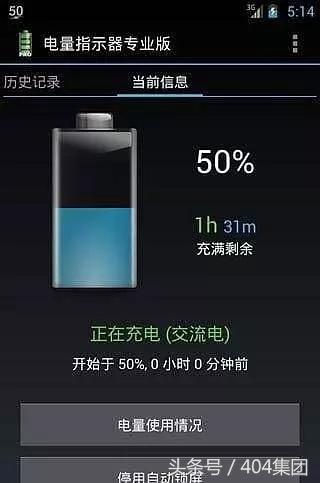 50
3G 5:14
PRO
电量指示器专业版
历史记录 当前信息
50%
1h 31m
充满剩余
正在充电 (交流电)
开始于 50%, 0 小时 0 分钟前
电量使用情况
停用自动锁屏
头条号 / 404集团